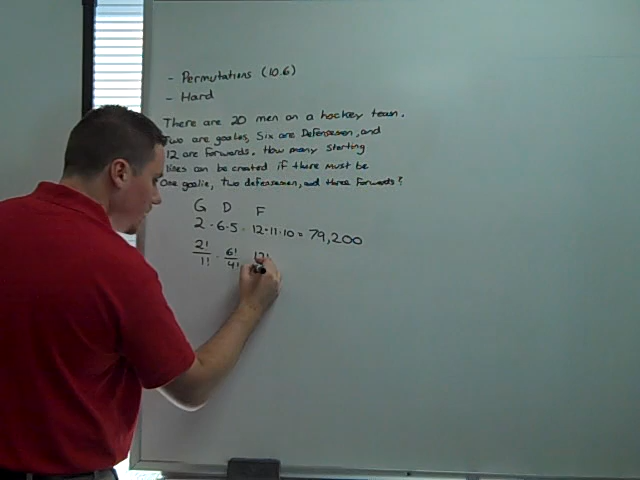 - Permutations (10.6)
- Hard
There are 20 men on a hockey team.
Two are goalies, Six are Defensemen, and
12 are forwards. How many starting
lines can be created if there must be
One goalie, Two defensemen, and three forwards?
G D F
2 · 6 · 5 · 12 · 11 · 10 = 79,200
2!/1! · 6!/4! 12!